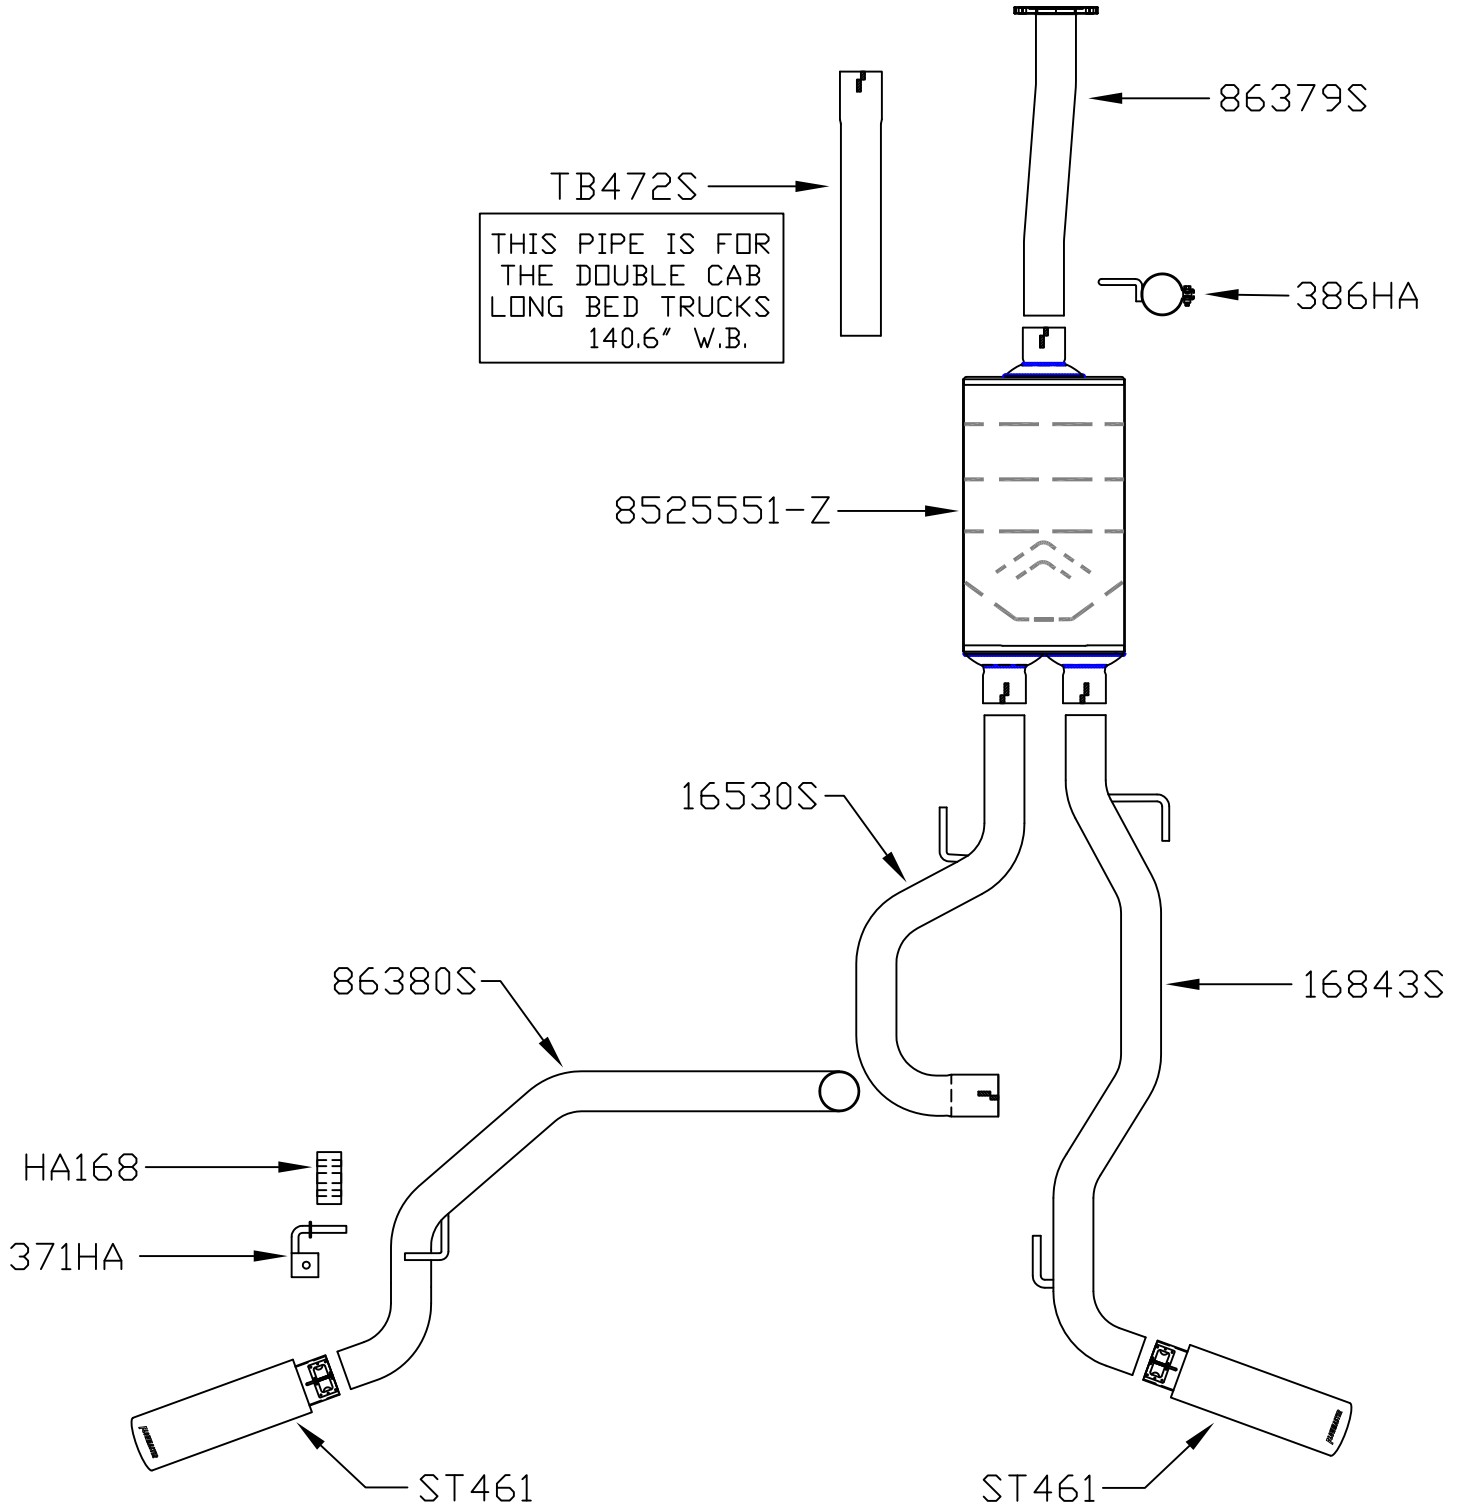 86379S
TB472S
THIS PIPE IS FOR
THE DOUBLE CAB
LONG BED TRUCKS
140.6" W.B.
386HA
8525551-Z
16530S
86380S
16843S
HA168
371HA
ST461
ST461